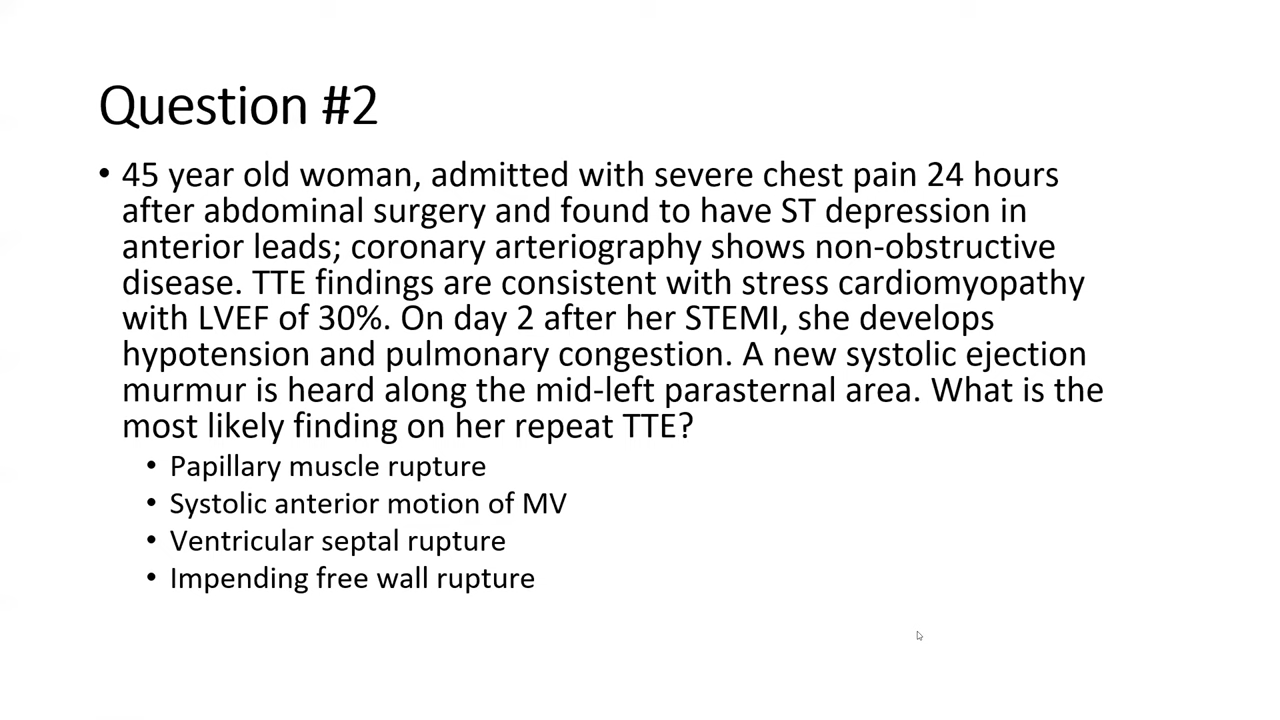 Question #2
• 45 year old woman, admitted with severe chest pain 24 hours
after abdominal surgery and found to have ST depression in
anterior leads; coronary arteriography shows non-obstructive
disease. TTE findings are consistent with stress cardiomyopathy
with LVEF of 30%. On day 2 after her STEMI, she develops
hypotension and pulmonary congestion. A new systolic ejection
murmur is heard along the mid-left parasternal area. What is the
most likely finding on her repeat TTE?
• Papillary muscle rupture
• Systolic anterior motion of MV
• Ventricular septal rupture
• Impending free wall rupture